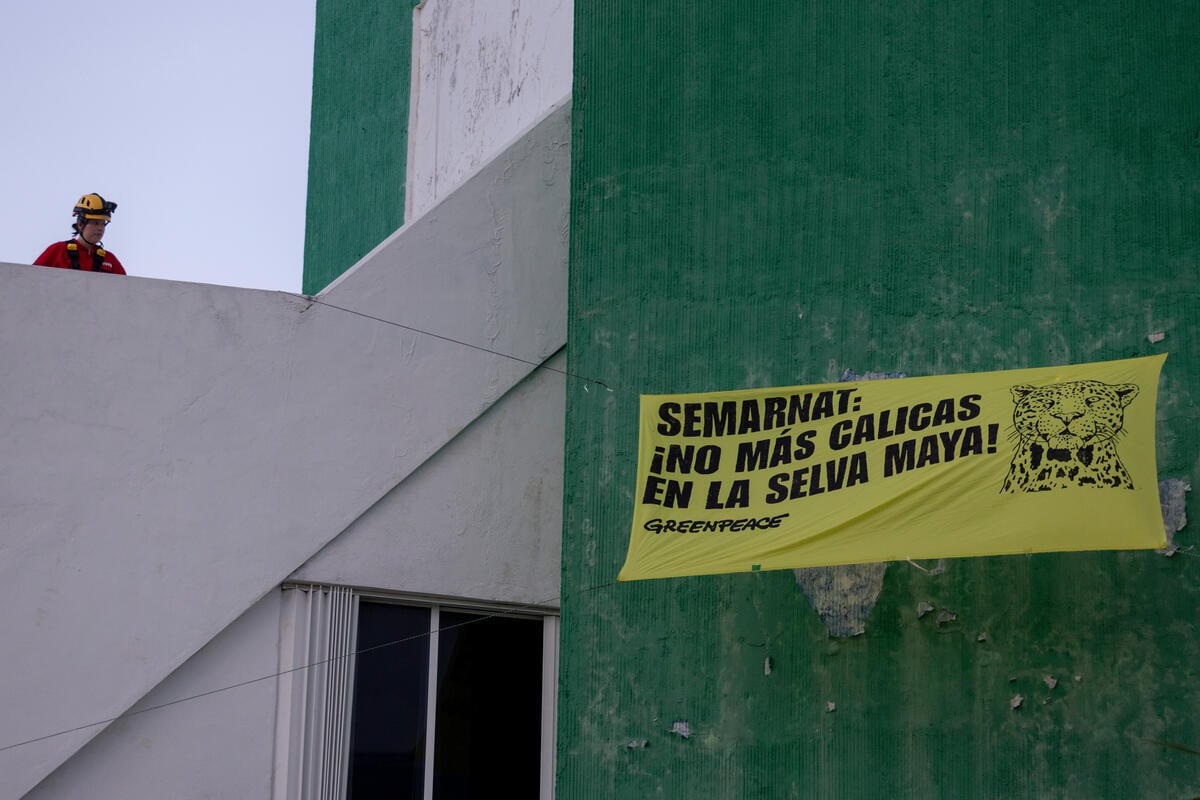 SEMARNAT:
¡NO MÁS CALICAS
EN LA SELVA MAYA!
GREENPEACE